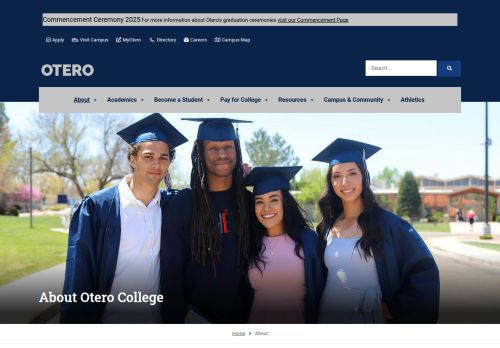 Commencement Ceremony 2025 For more information about Otero's graduation ceremonies visit our Commencement Page
Apply Visit Campus MyOtero Directory Careers Campus Map
OTERO
Search ...
About Academics Become a Student Pay for College Resources Campus & Community Athletics
About Otero College
Home > About